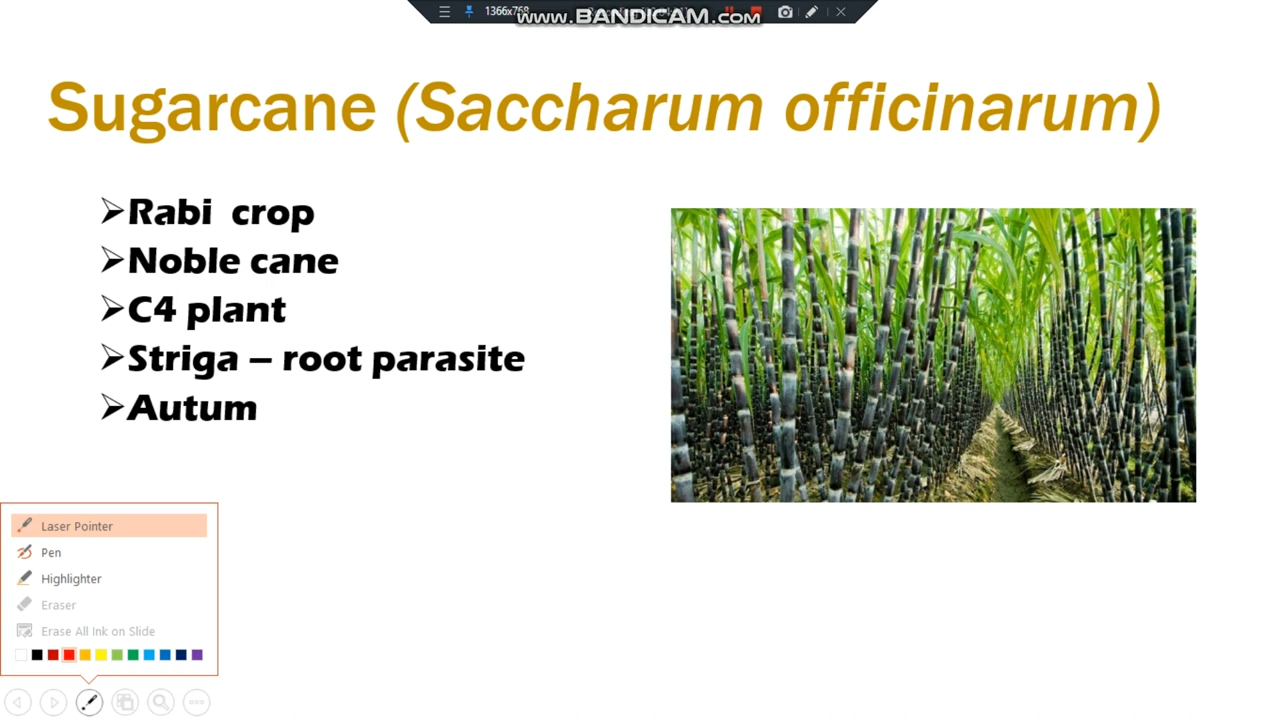 1366x768
www.BANDICAM.com
Sugarcane (Saccharum officinarum)
➢Rabi crop
➢Noble cane
➢C4 plant
➢Striga – root parasite
➢Autum
Laser Pointer
Pen
Highlighter
Eraser
Erase All Ink on Slide